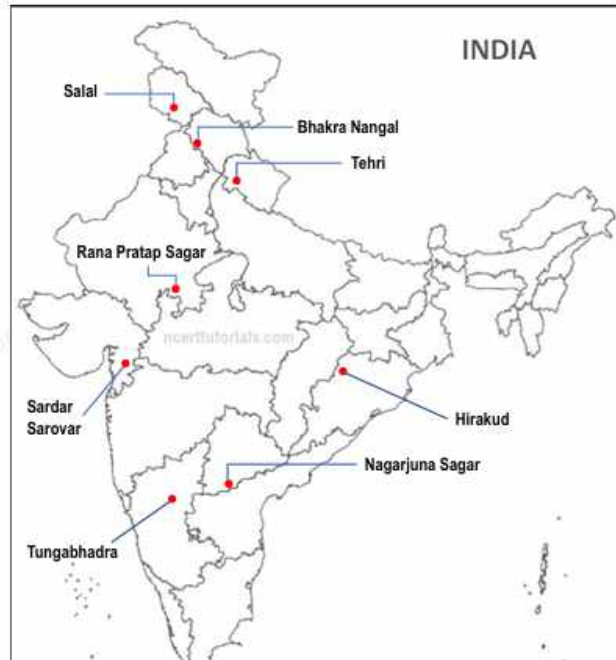 INDIA
Salal
Bhakra Nangal
Tehri
Rana Pratap Sagar
ncerttutorials.com
Sardar
Sarovar
Hirakud
Nagarjuna Sagar
Tungabhadra